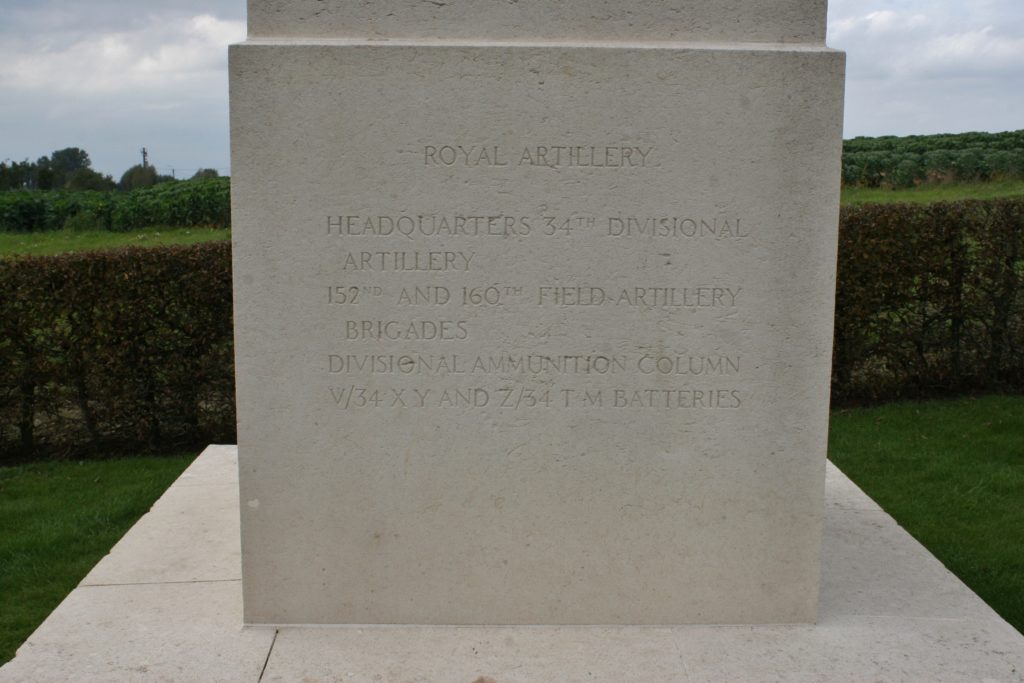 ROYAL ARTILLERY
HEADQUARTERS 34TH DIVISIONAL
ARTILLERY
152ND AND 160TH FIELD ARTILLERY
BRIGADES
DIVISIONAL AMMUNITION COLUMN
V/34 X Y AND Z/34 T·M BATTERIES